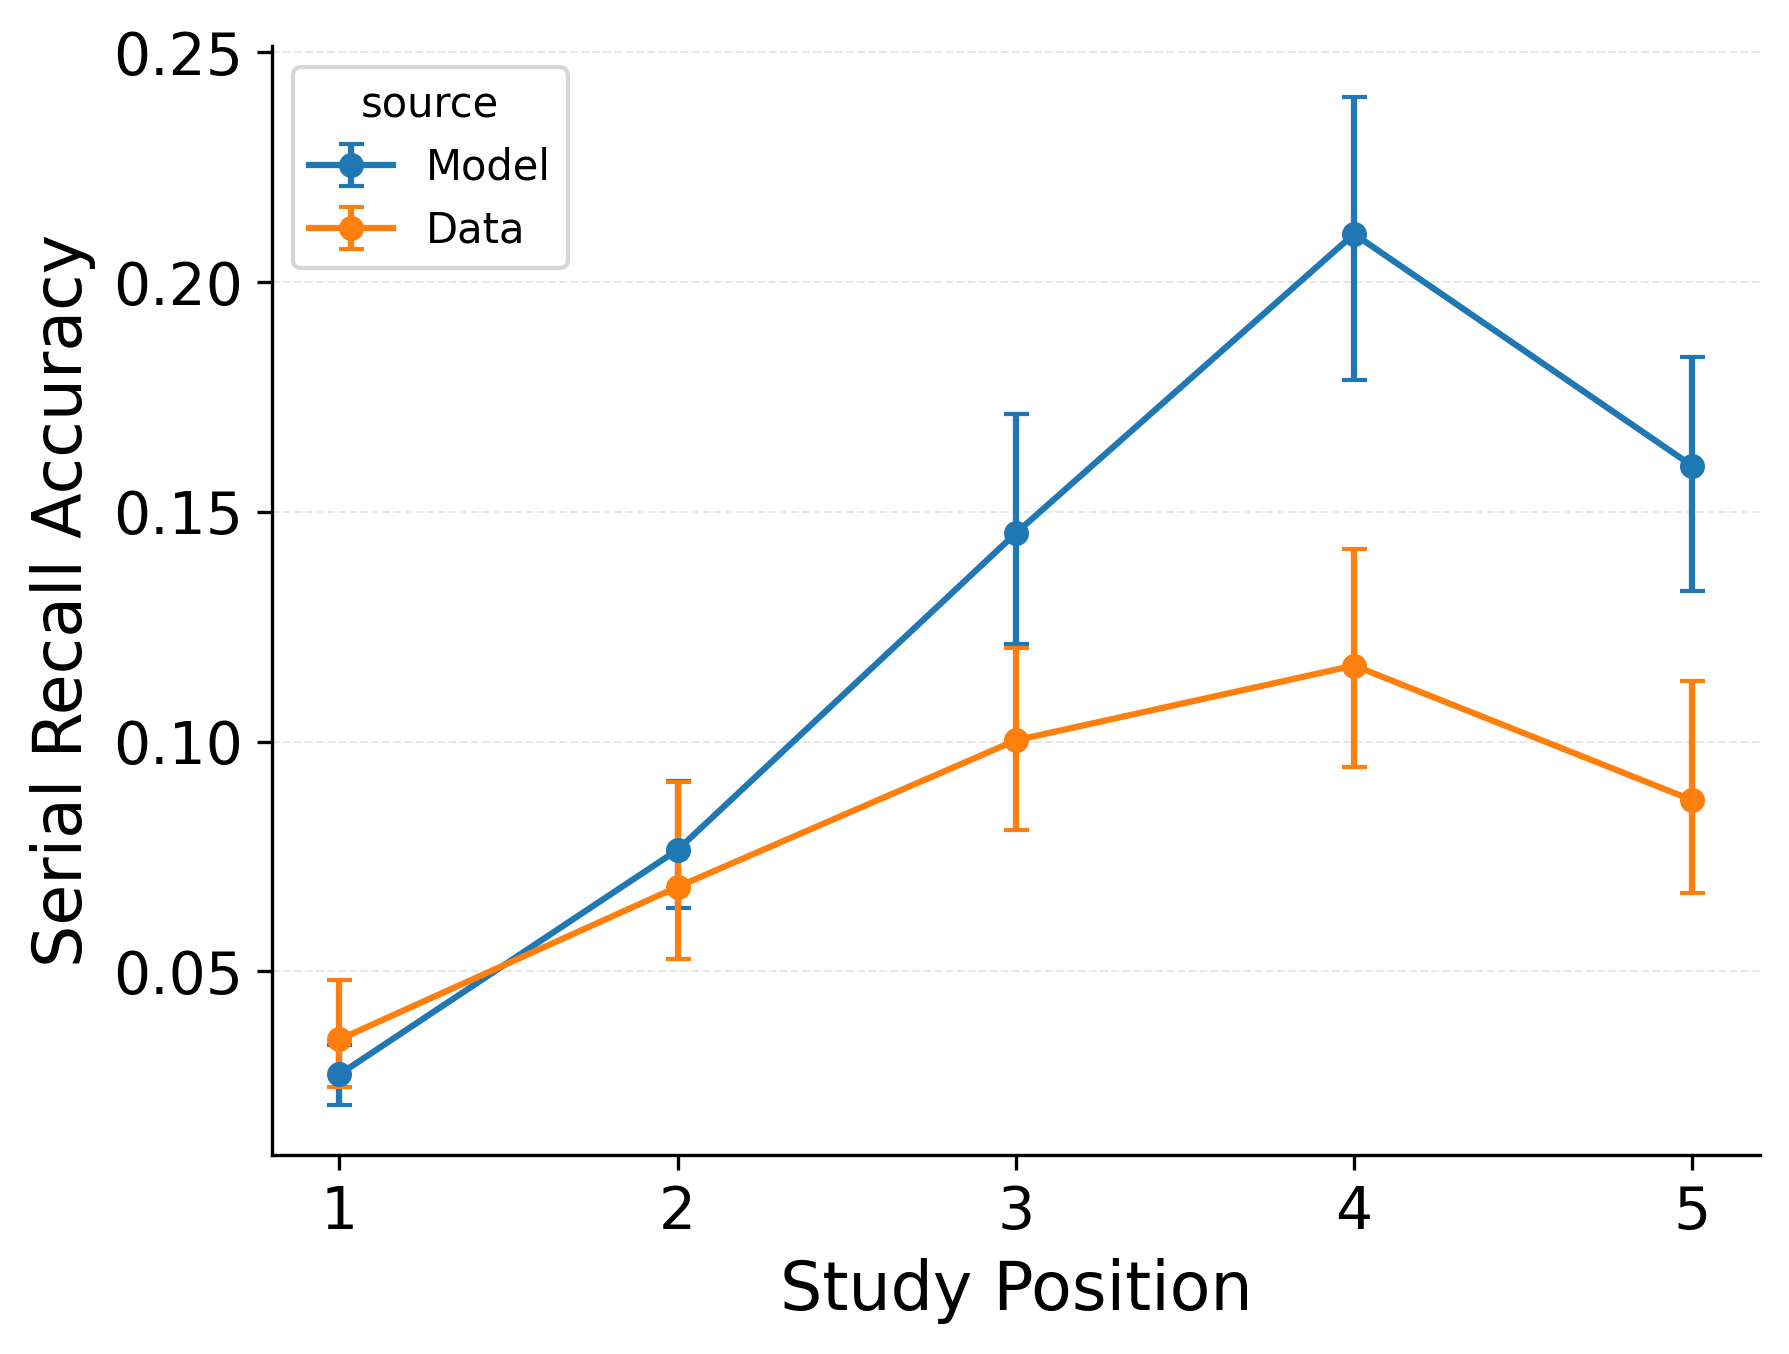 0.25
0.20
0.15
0.10
0.05
Serial Recall Accuracy
source
Model
Data
1 2 3 4 5
Study Position